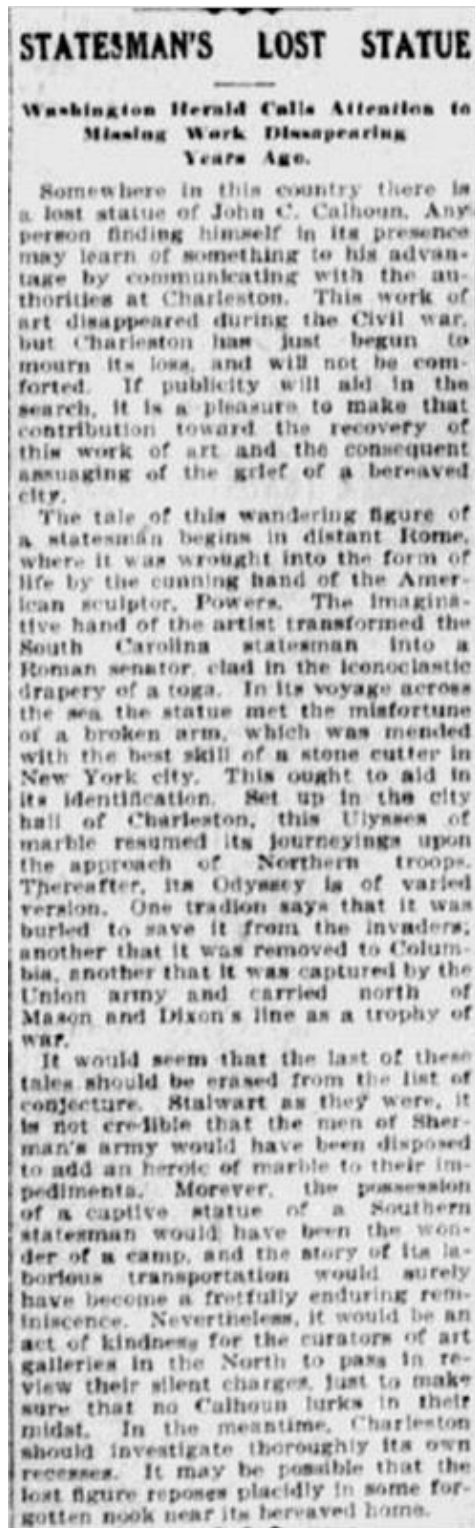 STATESMAN'S LOST STATUE
Washington Herald Calls Attention to
Missing Work Dissapearing
Years Ago.
Somewhere in this country there is
a lost statue of John C. Calhoun. Any
person finding himself in its presence
may learn of something to his advan-
tage by communicating with the au-
thorities at Charleston. This work of
art disappeared during the Civil war,
but Charleston has just begun to
mourn its loss, and will not be com-
forted. If publicity will aid in the
search, it is a pleasure to make that
contribution toward the recovery of
this work of art and the consequent
assuaging of the grief of a bereaved
city.
The tale of this wandering figure of
a statesman begins in distant Rome,
where it was wrought into the form of
life by the cunning hand of the Amer-
ican sculptor, Powers. The imagina-
tive hand of the artist transformed the
South Carolina statesman into a
Roman senator, clad in the iconoclastic
drapery of a toga. In its voyage across
the sea the statue met the misfortune
of a broken arm, which was mended
with the best skill of a stone cutter in
New York city. This ought to aid in
its identification. Set up in the city
hall of Charleston, this Ulysses of
marble resumed its journeyings upon
the approach of Northern troops.
Thereafter, its Odyssey is of varied
version. One tradion says that it was
buried to save it from the invaders;
another that it was removed to Colum-
bia, another that it was captured by the
Union army and carried north of
Mason and Dixon's line as a trophy of
war.
It would seem that the last of these
tales should be erased from the list of
conjecture. Stalwart as they were, it
is not credible that the men of Sher-
man's army would have been disposed
to add an heroic of marble to their im-
pediments. Morever, the possession
of a captive statue of a Southern
statesman would have been the won-
der of a camp, and the story of its la-
borious transportation would surely
have become a fretfully enduring rem-
iniscence. Nevertheless, it would be an
act of kindness for the curators of art
galleries in the North to pass in re-
view their silent charges, just to make
sure that no Calhoun lurks in their
midst. In the meantime, Charleston
should investigate thoroughly its own
recesses. It may be possible that the
lost figure reposes placidly in some for-
gotten nook near its bereaved home.